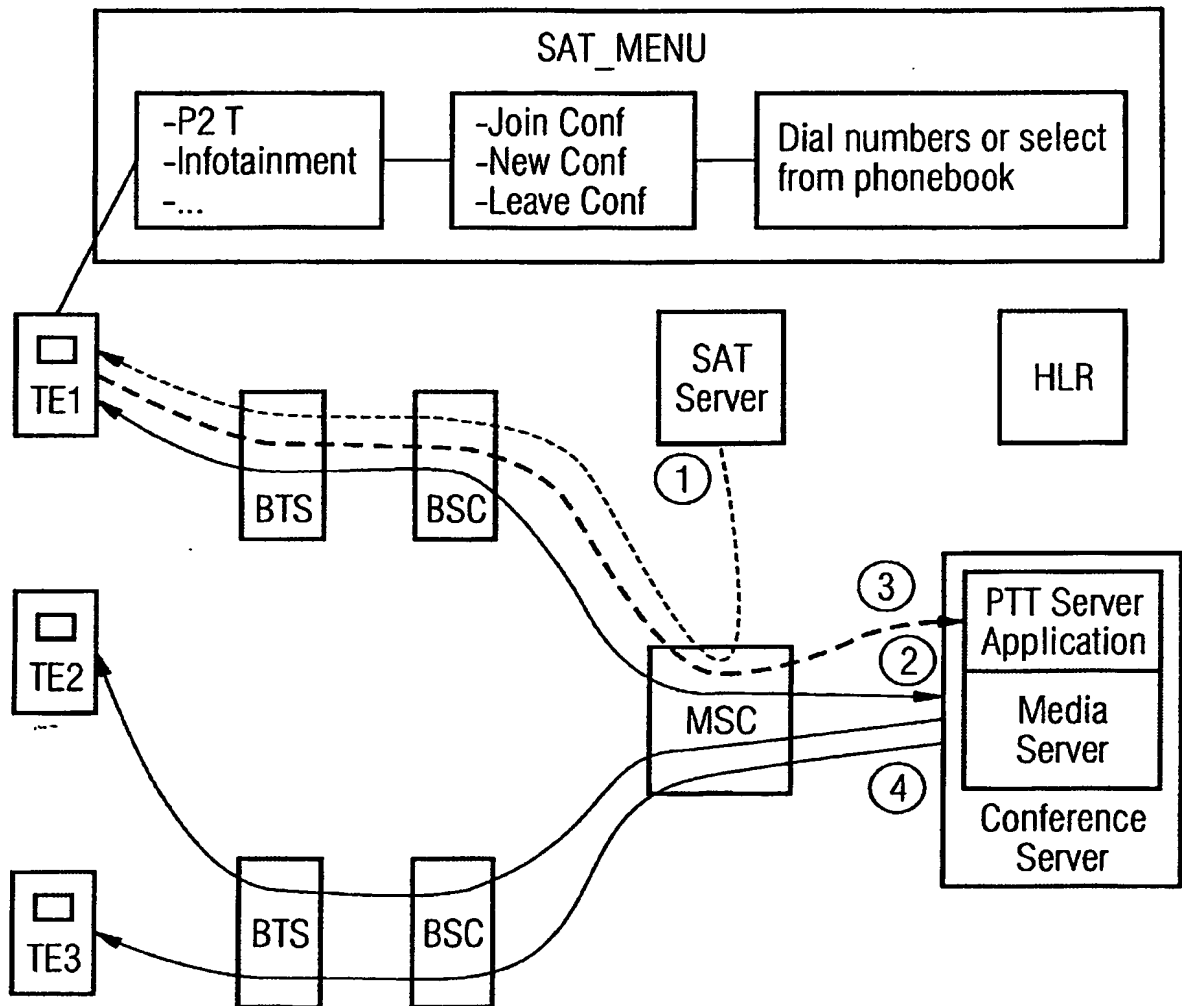 SAT_MENU
-P2 T
-Infotainment
-...
-Join Conf
-New Conf
-Leave Conf
Dial numbers or select
from phonebook
TE1
BTS
BSC
SAT
Server
HLR
1
TE2
MSC
3
2
4
PTT Server
Application
Media
Server
Conference
Server
TE3
BTS
BSC